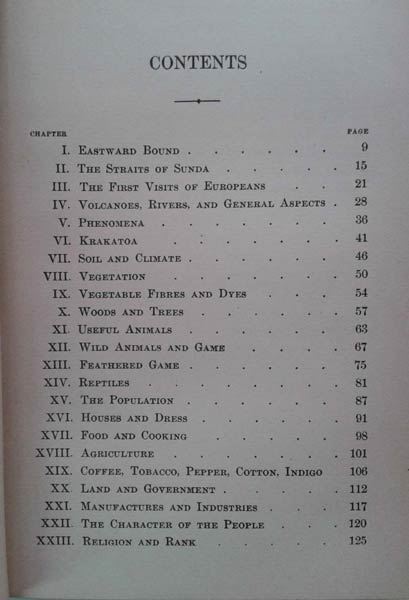 CONTENTS
CHAPTER PAGE
I. EASTWARD BOUND . . . . . . 9
II. THE STRAITS OF SUNDA . . . . . 15
III. THE FIRST VISITS OF EUROPEANS . . 21
IV. VOLCANOES, RIVERS, AND GENERAL ASPECTS . 28
V. PHENOMENA . . . . . . . 36
VI. KRAKATOA . . . . . . . 41
VII. SOIL AND CLIMATE . . . . . . 46
VIII. VEGETATION . . . . . . . 50
IX. VEGETABLE FIBRES AND DYES . . . 54
X. WOODS AND TREES . . . . . . 57
XI. USEFUL ANIMALS . . . . . . 63
XII. WILD ANIMALS AND GAME . . . . 67
XIII. FEATHERED GAME . . . . . . 75
XIV. REPTILES . . . . . . . 81
XV. THE POPULATION . . . . . . 87
XVI. HOUSES AND DRESS . . . . . 91
XVII. FOOD AND COOKING . . . . . 98
XVIII. AGRICULTURE . . . . . . 101
XIX. COFFEE, TOBACCO, PEPPER, COTTON, INDIGO 106
XX. LAND AND GOVERNMENT . . . . . 112
XXI. MANUFACTURES AND INDUSTRIES . . . 117
XXII. THE CHARACTER OF THE PEOPLE . . . 120
XXIII. RELIGION AND RANK . . . . . 125